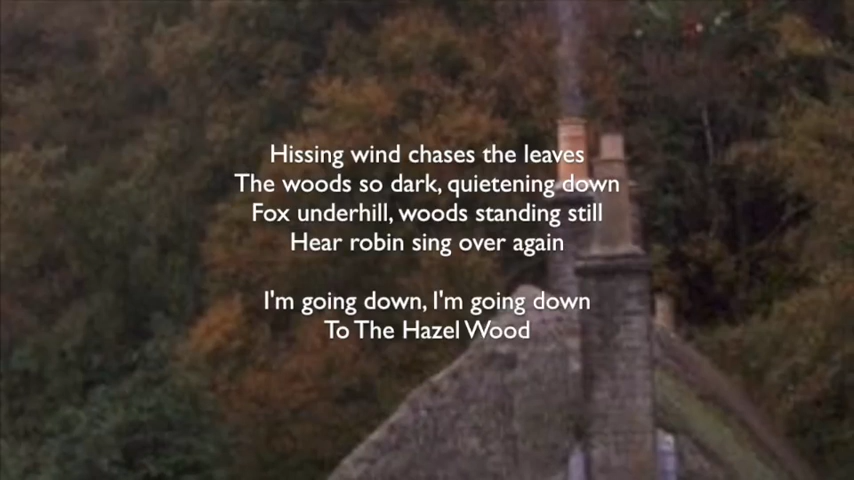 Hissing wind chases the leaves
The woods so dark, quietening down
Fox underhill, woods standing still
Hear robin sing over again
I'm going down, I'm going down
To The Hazel Wood